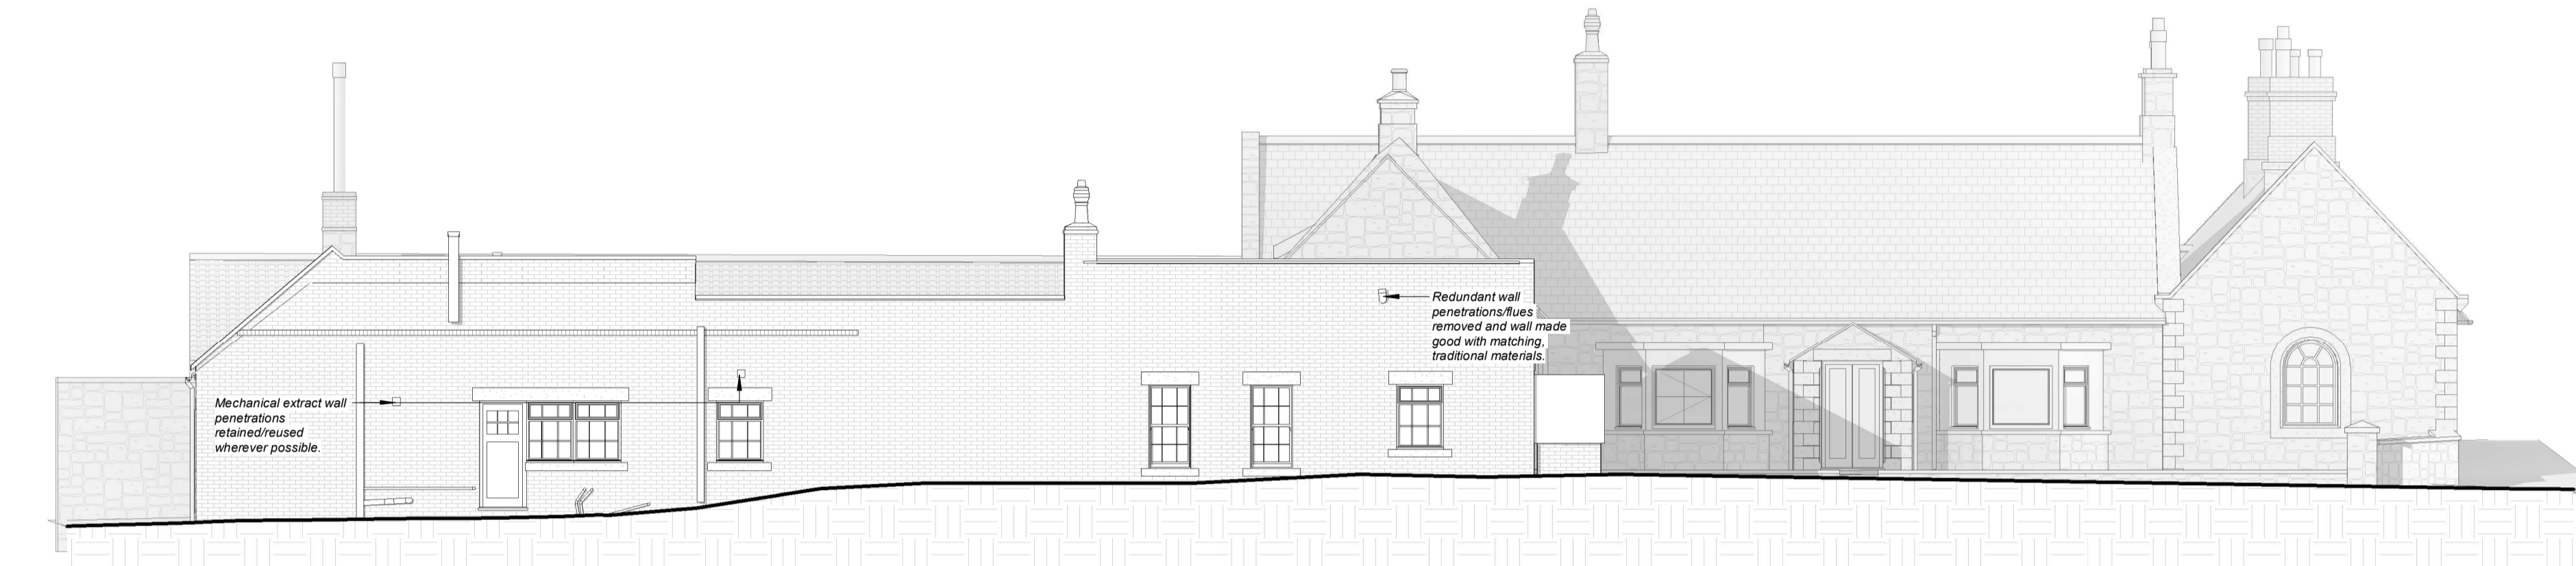 Mechanical extract wall
penetrations
retained/reused
wherever possible.
Redundant wall
penetrations/flues
removed and wall made
good with matching,
traditional materials.